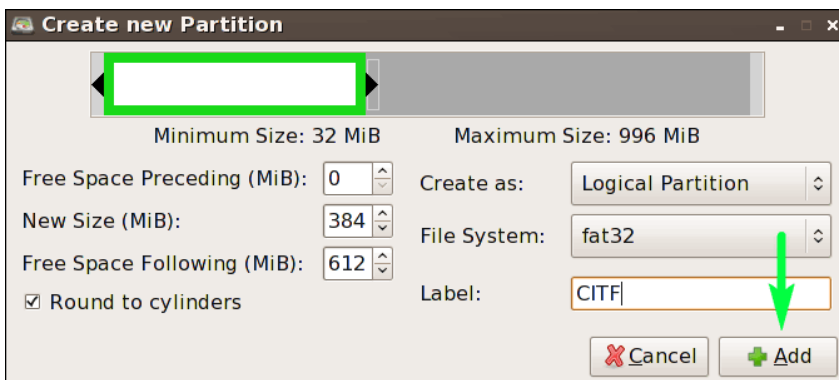 Create new Partition
Minimum Size: 32 MiB Maximum Size: 996 MiB
Free Space Preceding (MiB): 0
New Size (MiB): 384
Free Space Following (MiB): 612
Round to cylinders
Create as: Logical Partition
File System: fat32
Label: CITF
Cancel Add